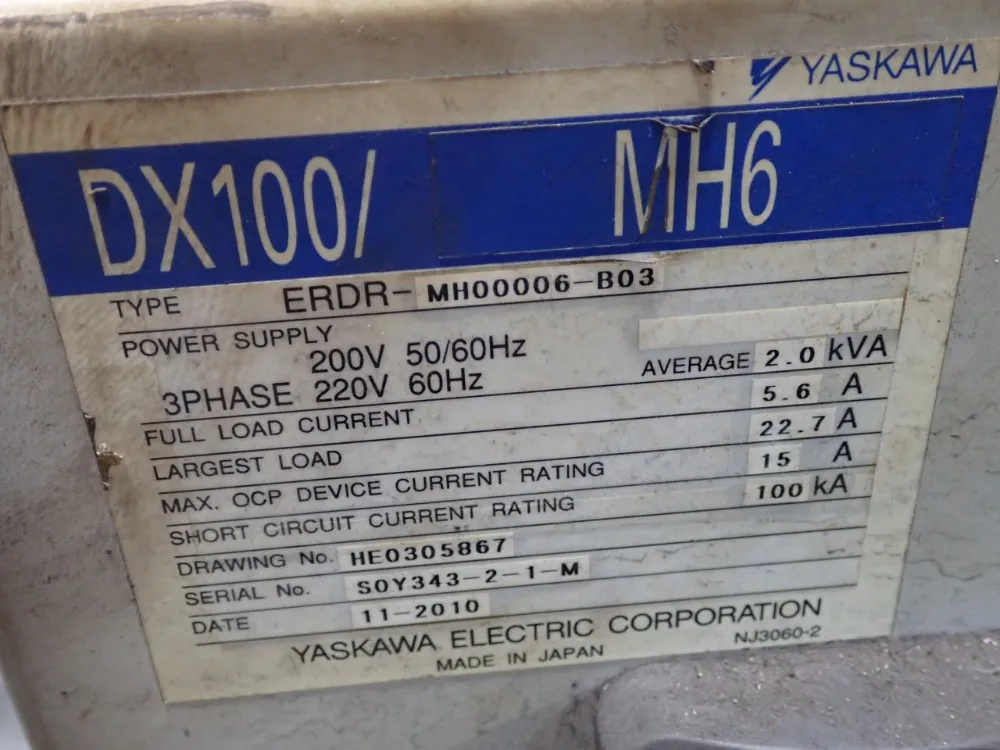 YASKAWA
DX100/ MH6
TYPE ERDR-MH00006-B03
POWER SUPPLY
200V 50/60Hz
3PHASE 220V 60Hz
AVERAGE 2.0 kVA
FULL LOAD CURRENT 5.6 A
LARGEST LOAD 22.7 A
MAX. OCP DEVICE CURRENT RATING 15 A
SHORT CIRCUIT CURRENT RATING 100 kA
DRAWING No. HE0305867
SERIAL No. S0Y343-2-1-M
DATE 11-2010
YASKAWA ELECTRIC CORPORATION
MADE IN JAPAN NJ3060-2